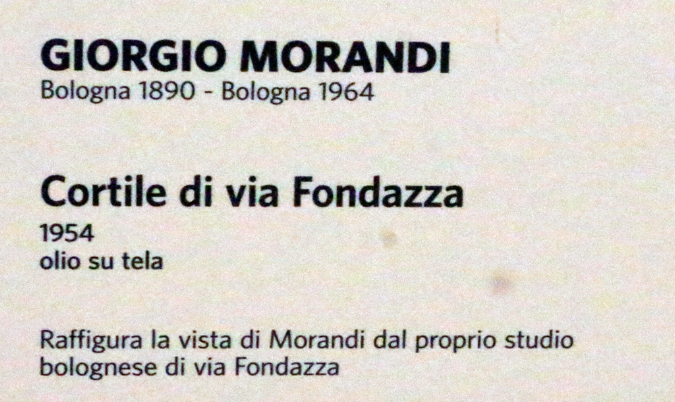 GIORGIO MORANDI
Bologna 1890 - Bologna 1964
Cortile di via Fondazza
1954
olio su tela
Raffigura la vista di Morandi dal proprio studio
bolognese di via Fondazza